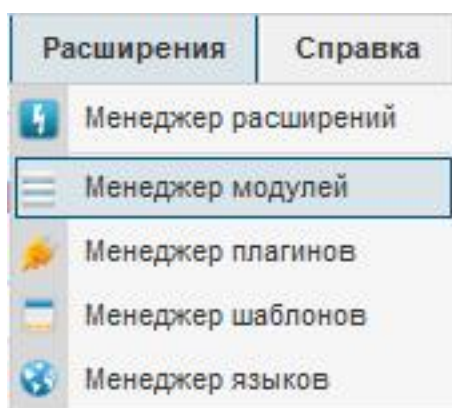 Расширения Справка
Менеджер расширений
Менеджер модулей
Менеджер плагинов
Менеджер шаблонов
Менеджер языков